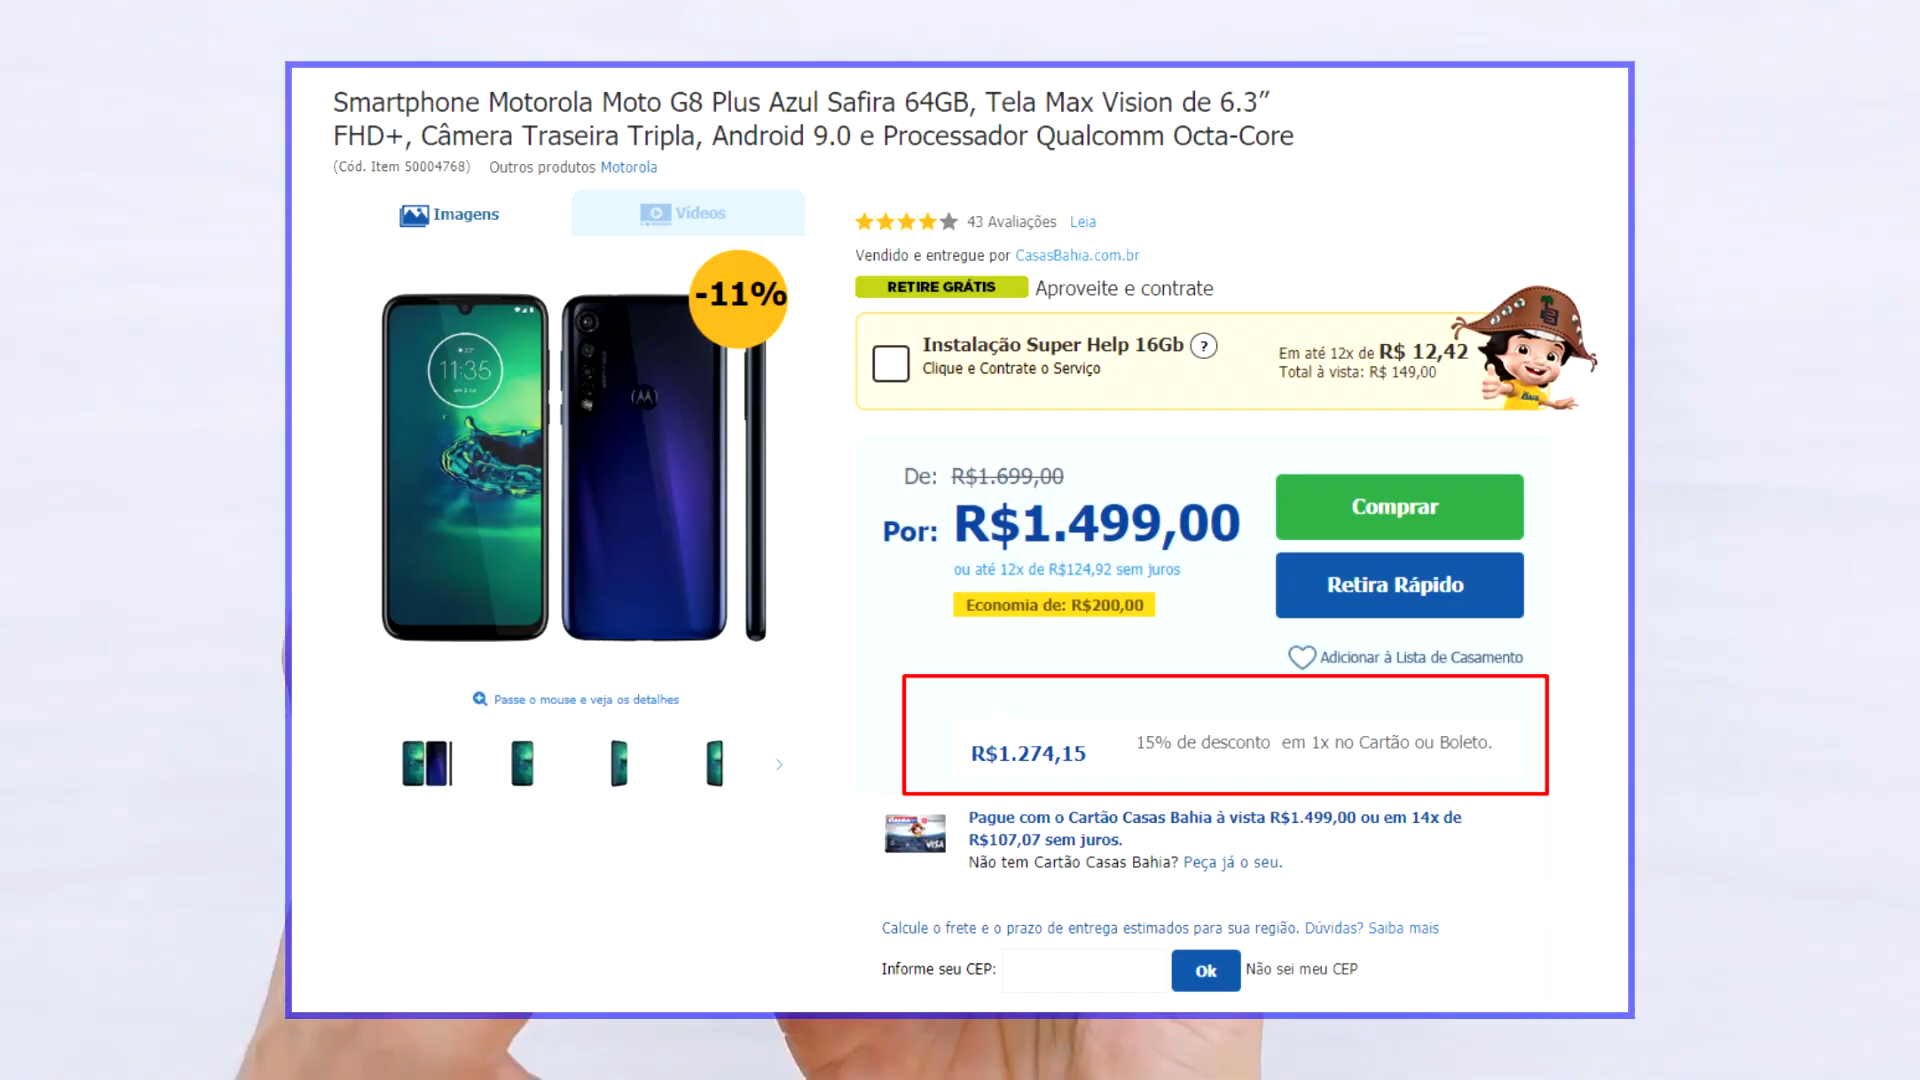 Smartphone Motorola Moto G8 Plus Azul Safira 64GB, Tela Max Vision de 6.3”
FHD+, Câmera Traseira Tripla, Android 9.0 e Processador Qualcomm Octa-Core
(Cód. Item 50004768) Outros produtos Motorola
Imagens
Vídeos
-11%
11:35
Passe o mouse e veja os detalhes
43 Avaliações Leia
Vendido e entregue por CasasBahia.com.br
RETIRE GRÁTIS Aproveite e contrate
Instalação Super Help 16Gb ?
Clique e Contrate o Serviço
Em até 12x de R$ 12,42
Total à vista: R$ 149,00
De: R$1.699,00
Por: R$1.499,00
ou até 12x de R$124,92 sem juros
Economia de: R$200,00
Comprar
Retira Rápido
Adicionar à Lista de Casamento
R$1.274,15
15% de desconto em 1x no Cartão ou Boleto.
Pague com o Cartão Casas Bahia à vista R$1.499,00 ou em 14x de
R$107,07 sem juros.
Não tem Cartão Casas Bahia? Peça já o seu.
VISA
Calcule o frete e o prazo de entrega estimados para sua região. Dúvidas? Saiba mais
Informe seu CEP:
Ok
Não sei meu CEP